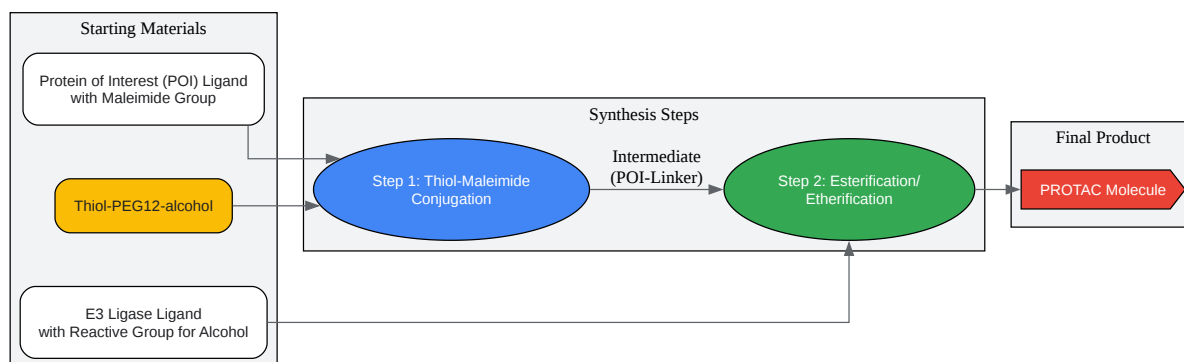 Starting Materials
Protein of Interest (POI) Ligand
with Maleimide Group
Thiol-PEG12-alcohol
E3 Ligase Ligand
with Reactive Group for Alcohol
Synthesis Steps
Step 1: Thiol-Maleimide
Conjugation
Intermediate
(POI-Linker)
Step 2: Esterification/
Etherification
Final Product
PROTAC Molecule